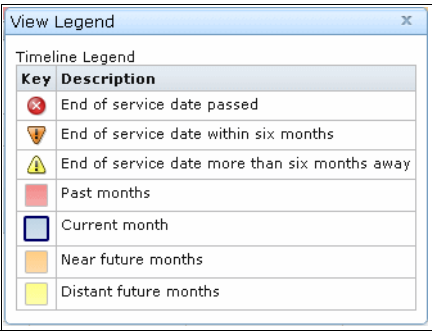 View Legend x
Timeline Legend
Key Description
End of service date passed
End of service date within six months
End of service date more than six months away
Past months
Current month
Near future months
Distant future months